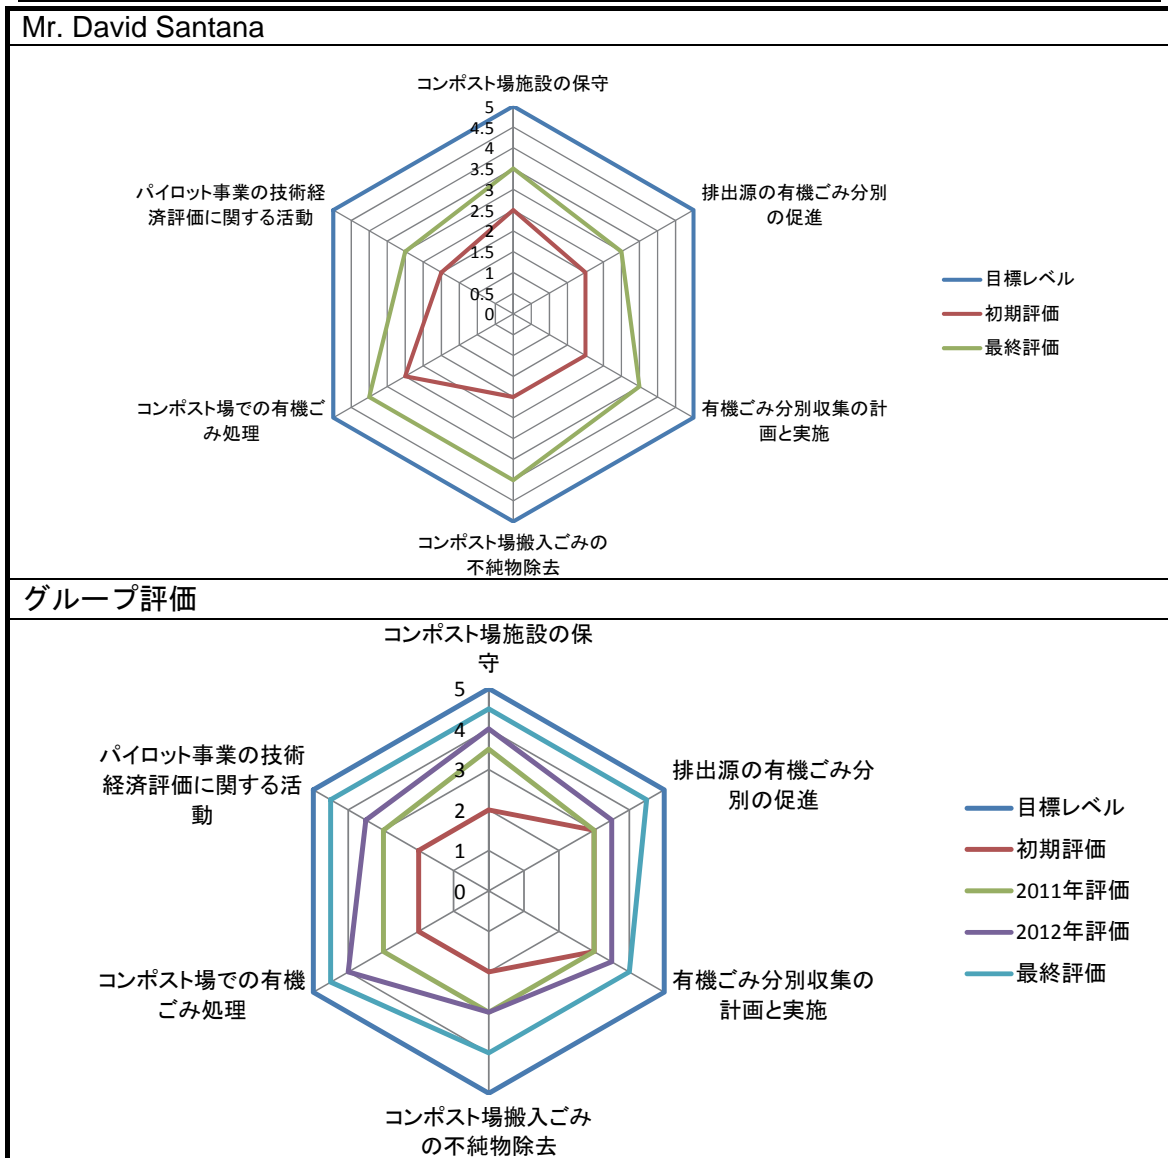 Mr. David Santana
コンポスト場施設の保守
5
4.5
4
3.5
3
2.5
2
1.5
1
0.5
0
排出源の有機ごみ分別
の促進
有機ごみ分別収集の計
画と実施
コンポスト場搬入ごみの
不純物除去
コンポスト場での有機ご
み処理
パイロット事業の技術経
済評価に関する活動
目標レベル
初期評価
最終評価
グループ評価
コンポスト場施設の保
守
5
4
3
2
1
0
排出源の有機ごみ分
別の促進
有機ごみ分別収集の
計画と実施
コンポスト場搬入ごみ
の不純物除去
コンポスト場での有機
ごみ処理
パイロット事業の技術
経済評価に関する活
動
目標レベル
初期評価
2011年評価
2012年評価
最終評価